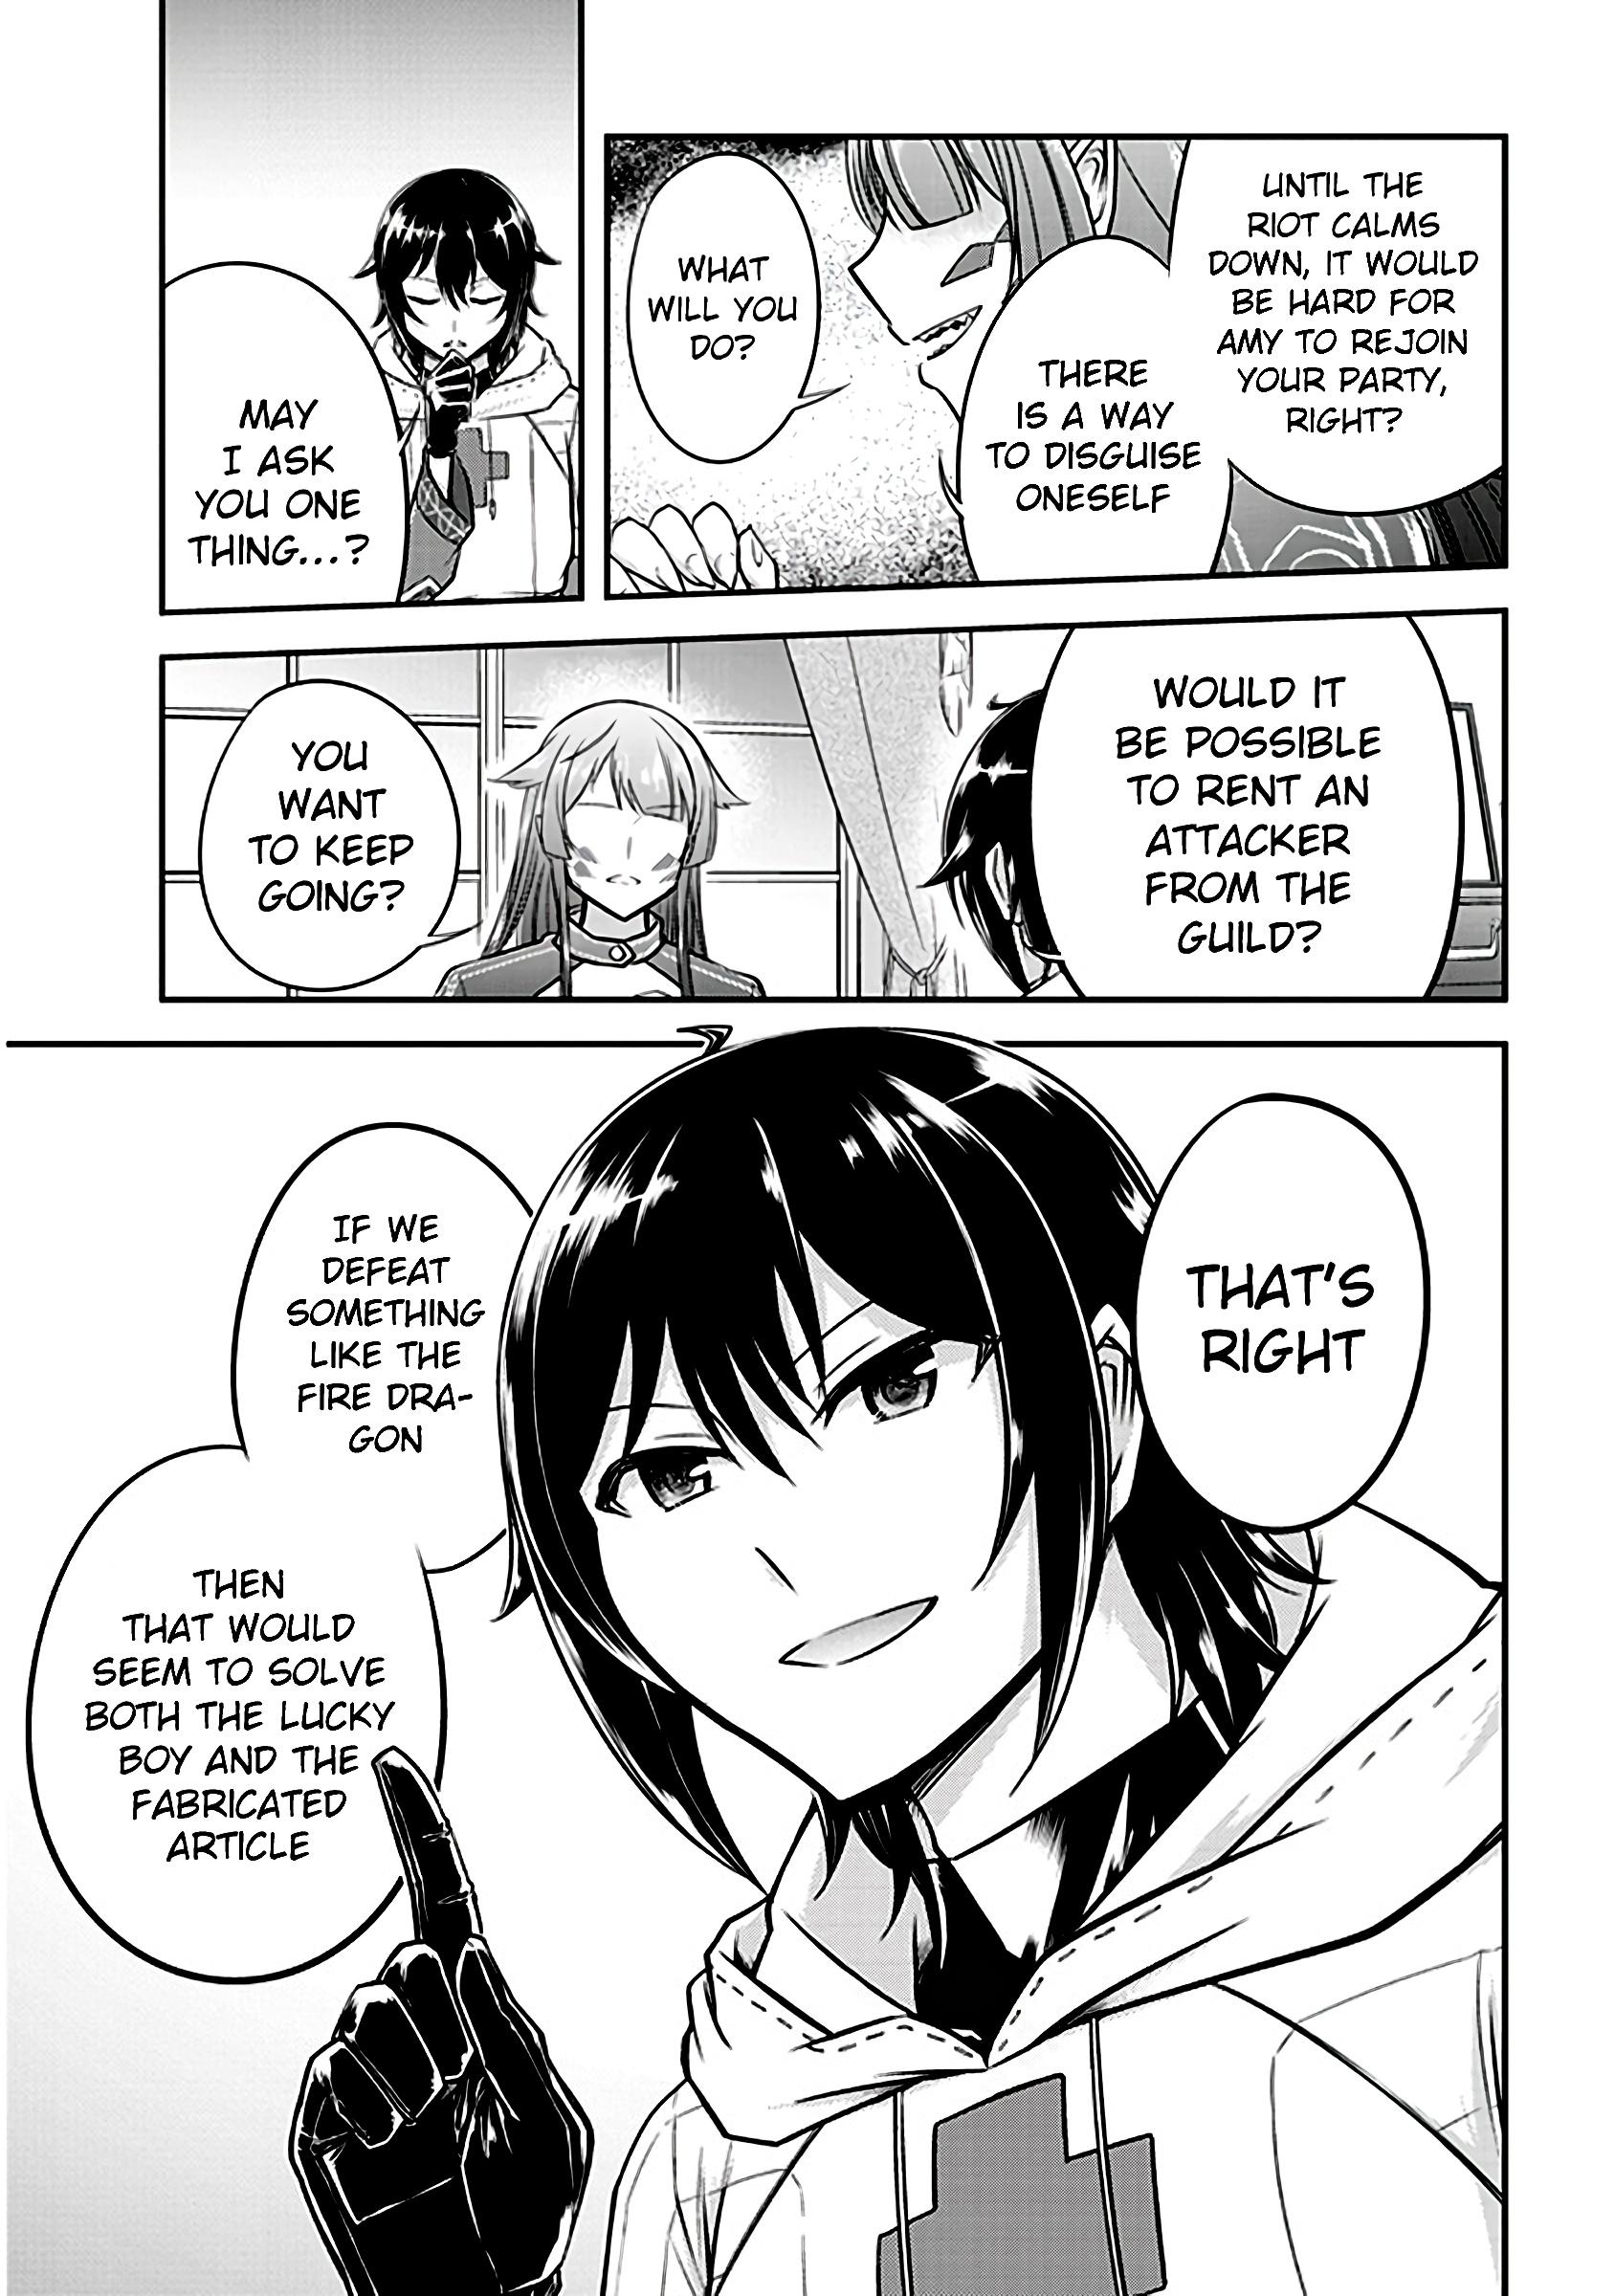 UNTIL THE
RIOT CALMS
DOWN, IT WOULD
BE HARD FOR
AMY TO REJOIN
YOUR PARTY,
RIGHT?
THERE
IS A WAY
TO DISGUISE
ONESELF
WHAT
WILL YOU
DO?
MAY
I ASK
YOU ONE
THING...?
WOULD IT
BE POSSIBLE
TO RENT AN
ATTACKER
FROM THE
GUILD?
YOU
WANT
TO KEEP
GOING?
THAT'S
RIGHT
IF WE
DEFEAT
SOMETHING
LIKE THE
FIRE DRA-
GON
THEN
THAT WOULD
SEEM TO SOLVE
BOTH THE LUCKY
BOY AND THE
FABRICATED
ARTICLE